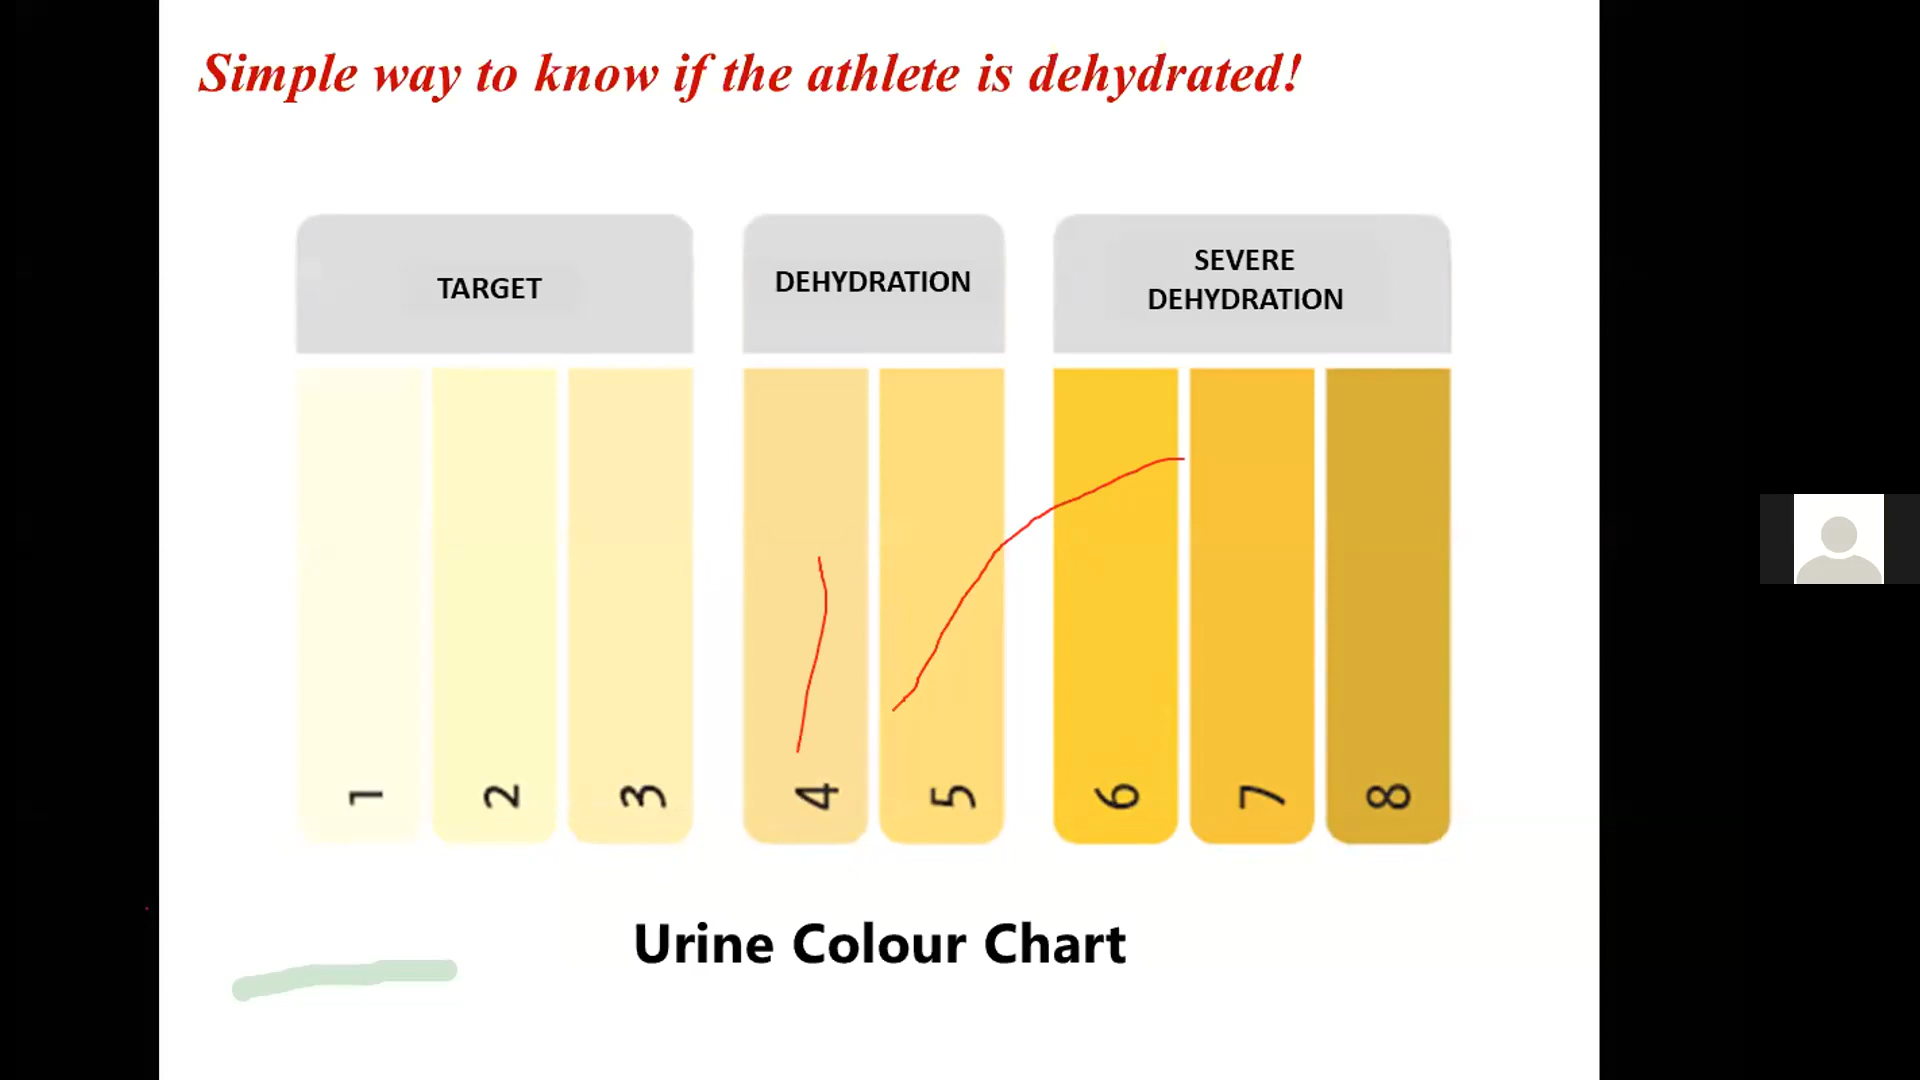 Simple way to know if the athlete is dehydrated!
TARGET
DEHYDRATION
SEVERE
DEHYDRATION
1 2 3 4 5 6 7 8
Urine Colour Chart